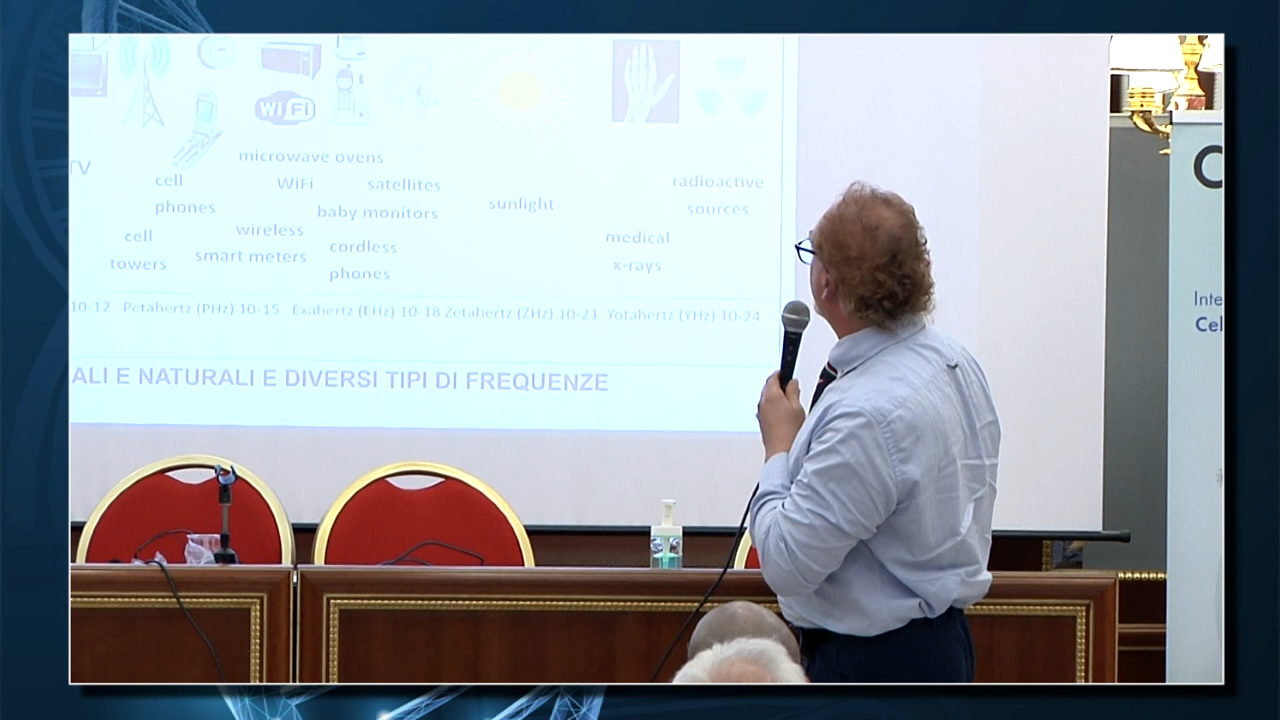 WiFi
microwave ovens
TV
cell phones
WiFi
satellites
radioactive sources
baby monitors
sunlight
wireless smart meters
cell towers
cordless phones
medical x-rays
10-12 Petahertz (PHz) 10-15 Exahertz (EHz) 10-18 Zetahertz (ZHz) 10-21 Yotahertz (YHz) 10-24
ALI E NATURALI E DIVERSI TIPI DI FREQUENZE
C
Inte
Cel